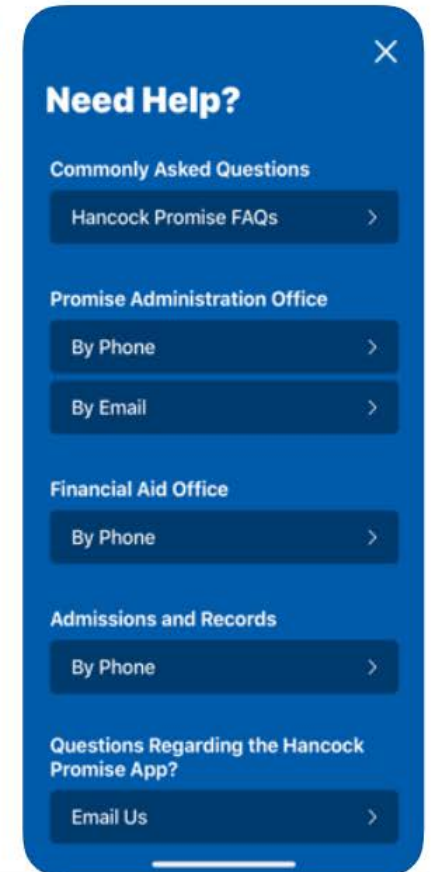 Need Help?
Commonly Asked Questions
Hancock Promise FAQs
Promise Administration Office
By Phone
By Email
Financial Aid Office
By Phone
Admissions and Records
By Phone
Questions Regarding the Hancock
Promise App?
Email Us